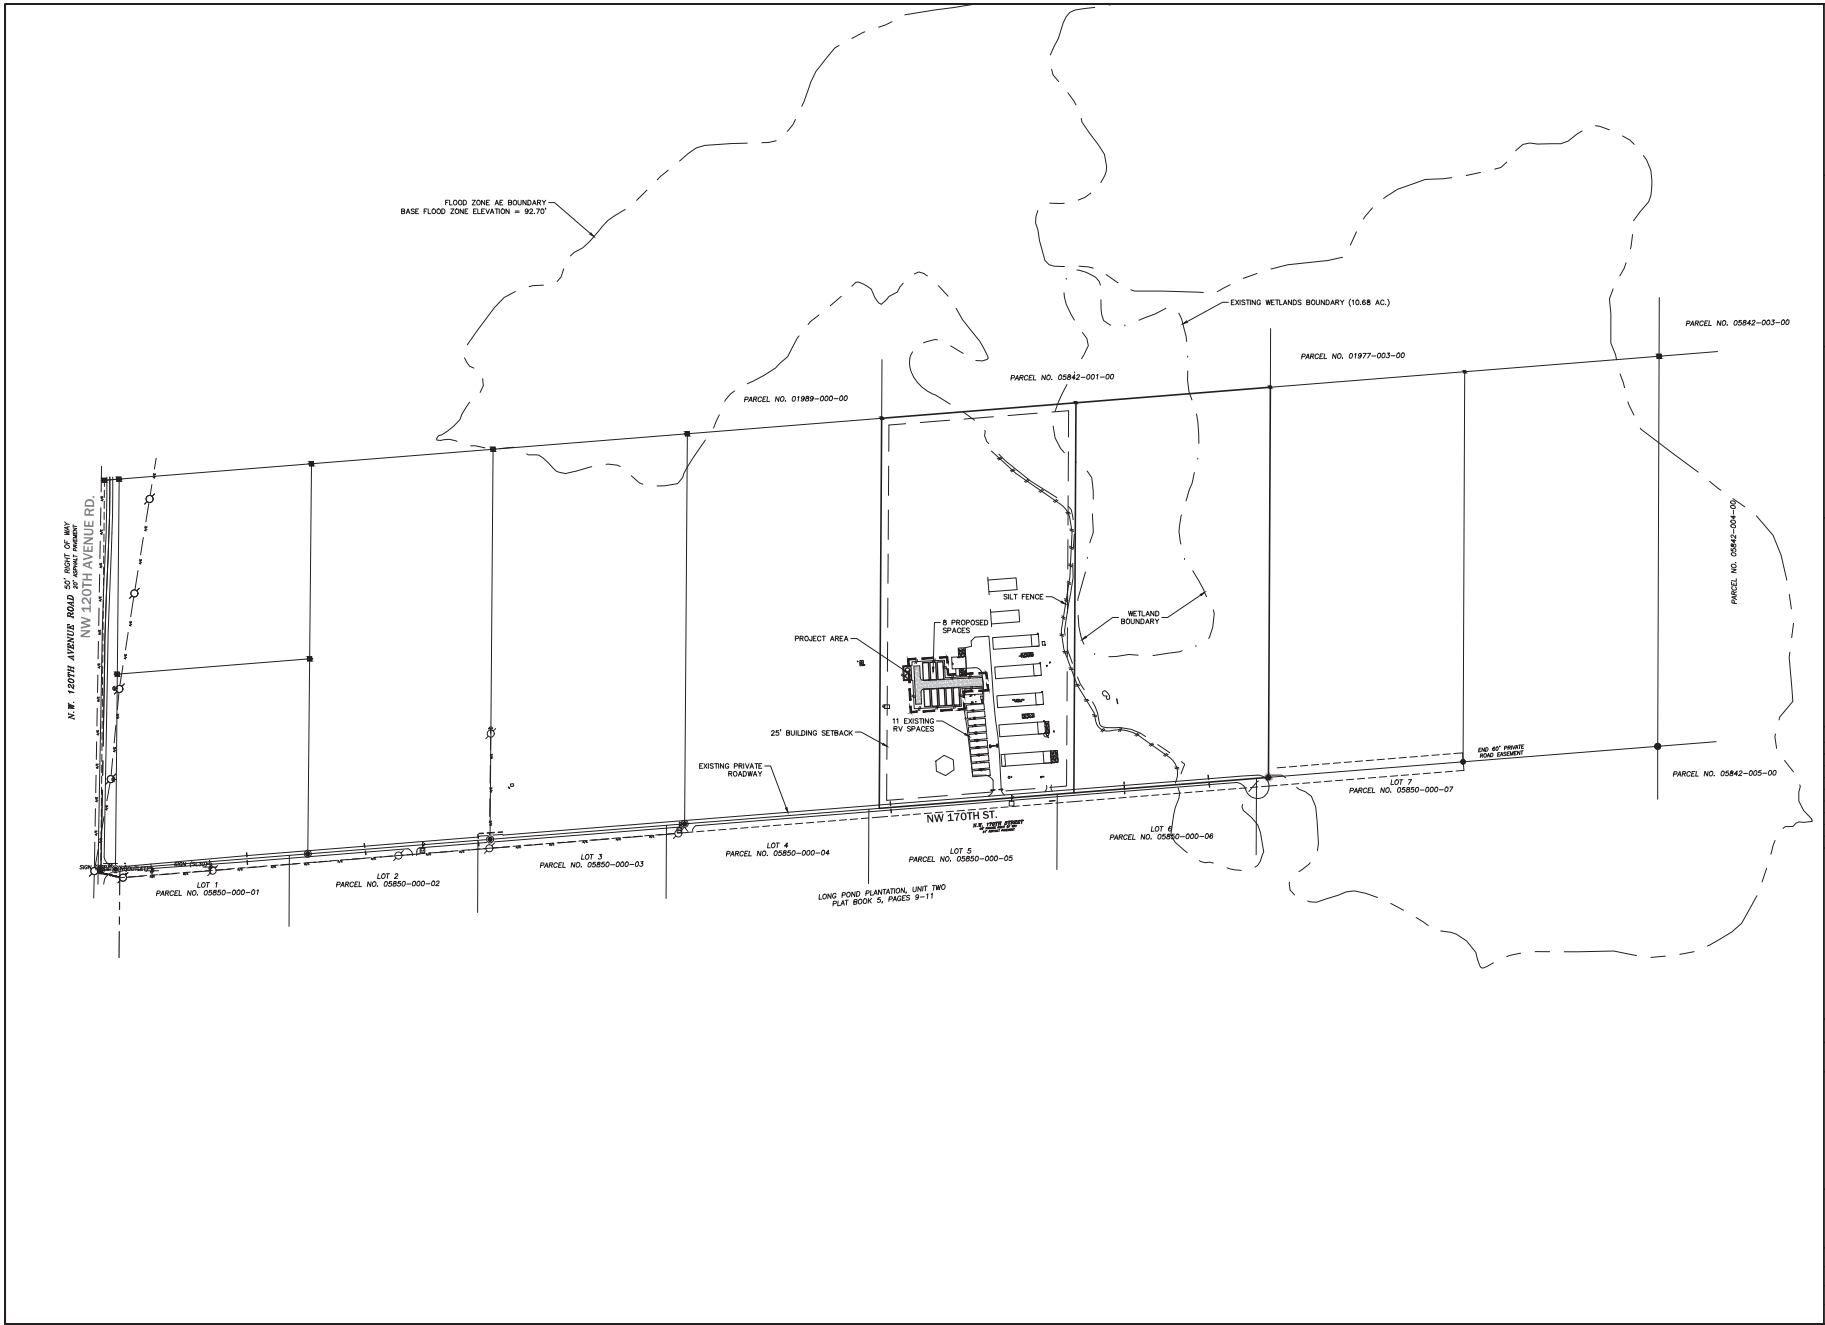 FLOOD ZONE AE BOUNDARY
BASE FLOOD ZONE ELEVATION = 92.70'
EXISTING WETLANDS BOUNDARY (10.68 AC.)
PARCEL NO. 05842-003-00
PARCEL NO. 01977-003-00
PARCEL NO. 05842-001-00
PARCEL NO. 01989-000-00
N.W. 120TH AVENUE ROAD
50' RIGHT OF WAY
20' ASPHALT PAVEMENT
NW 120TH AVENUE RD.
PARCEL NO. 05842-004-00
SILT FENCE
WETLAND
BOUNDARY
8 PROPOSED
SPACES
PROJECT AREA
11 EXISTING
RV SPACES
25' BUILDING SETBACK
EXISTING PRIVATE
ROADWAY
END 60' PRIVATE
ROAD EASEMENT
PARCEL NO. 05842-005-00
LOT 7
PARCEL NO. 05850-000-07
NW 170TH ST.
N.W. 170TH STREET
LOT 6
PARCEL NO. 05850-000-06
LOT 5
PARCEL NO. 05850-000-05
LOT 4
PARCEL NO. 05850-000-04
LOT 3
PARCEL NO. 05850-000-03
LOT 2
PARCEL NO. 05850-000-02
LOT 1
PARCEL NO. 05850-000-01
SIGN
LONG POND PLANTATION, UNIT TWO
PLAT BOOK 5, PAGES 9-11